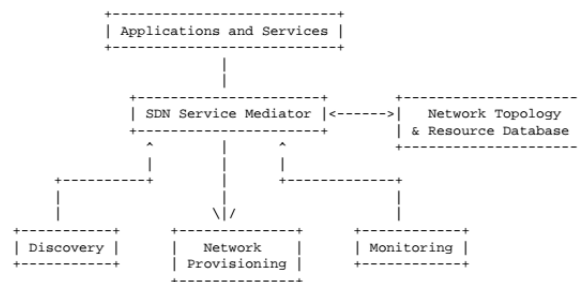 Applications and Services
SDN Service Mediator
Network Topology
& Resource Database
Discovery
Network
Provisioning
Monitoring